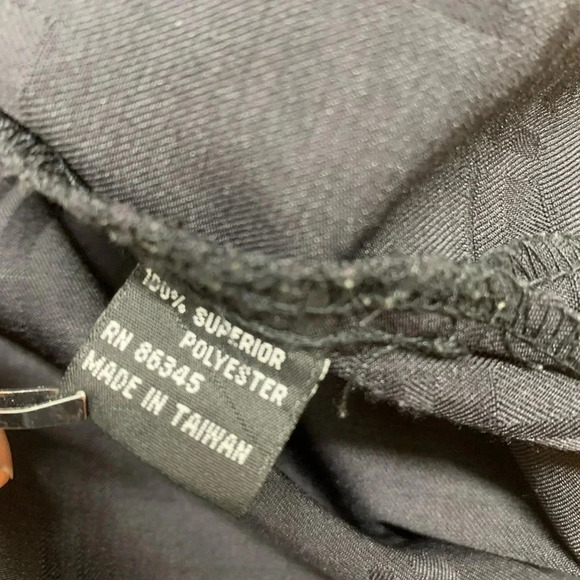 100% SUPERIOR
POLYESTER
RN 86345
MADE IN TAIWAN